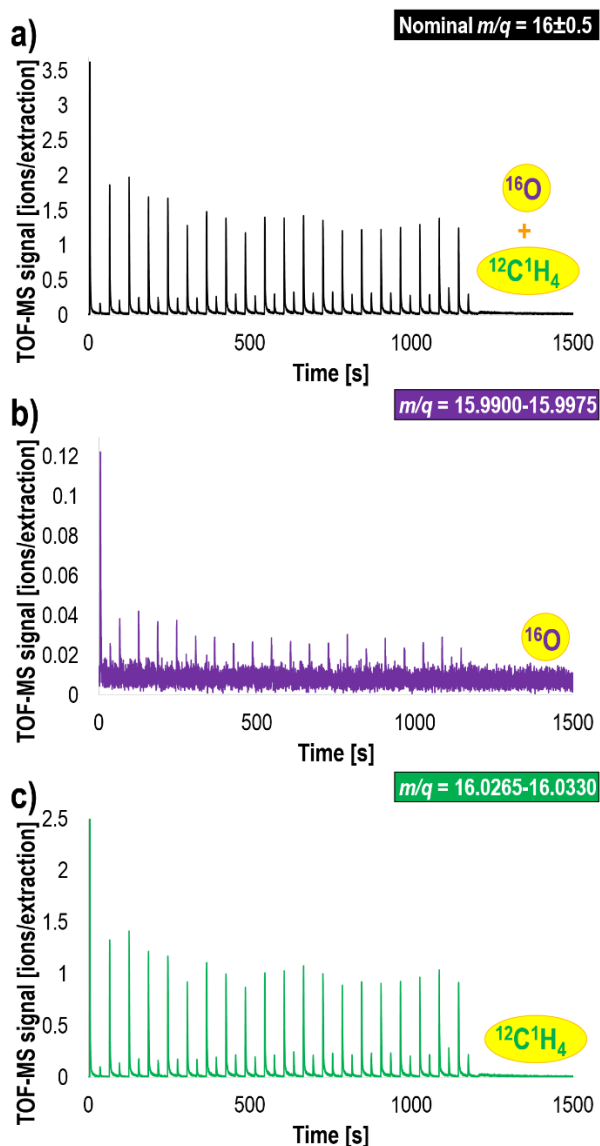 a)
Nominal m/q = 16±0.5
TOF-MS signal [ions/extraction]
3.5
3
2.5
2
1.5
1
0.5
0
¹⁶O
+
¹²C¹H₄
0
500
1000
1500
Time [s]
b)
m/q = 15.9900-15.9975
TOF-MS signal [ions/extraction]
0.12
0.1
0.08
0.06
0.04
0.02
0
¹⁶O
0
500
1000
1500
Time [s]
c)
m/q = 16.0265-16.0330
TOF-MS signal [ions/extraction]
2.5
2
1.5
1
0.5
0
¹²C¹H₄
0
500
1000
1500
Time [s]